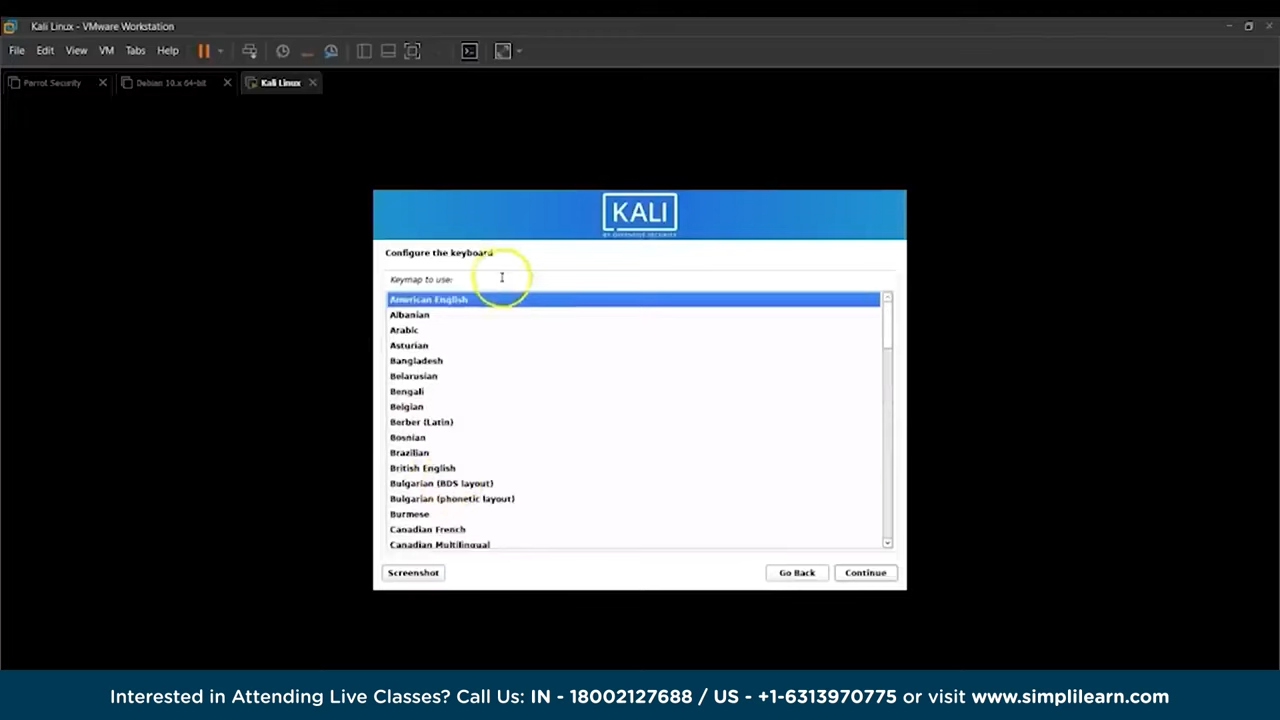 Kali Linux - VMware Workstation
File Edit View VM Tabs Help
Parrot Security Debian 10.x 64-bit Kali Linux
KALI
BY OFFENSIVE SECURITY
Configure the keyboard
Keymap to use:
American English
Albanian
Arabic
Asturian
Bangladesh
Belarusian
Bengali
Belgian
Berber (Latin)
Bosnian
Brazilian
British English
Bulgarian (BDS layout)
Bulgarian (phonetic layout)
Burmese
Canadian French
Canadian Multilingual
Screenshot Go Back Continue
Interested in Attending Live Classes? Call Us: IN - 18002127688 / US - +1-6313970775 or visit www.simplilearn.com